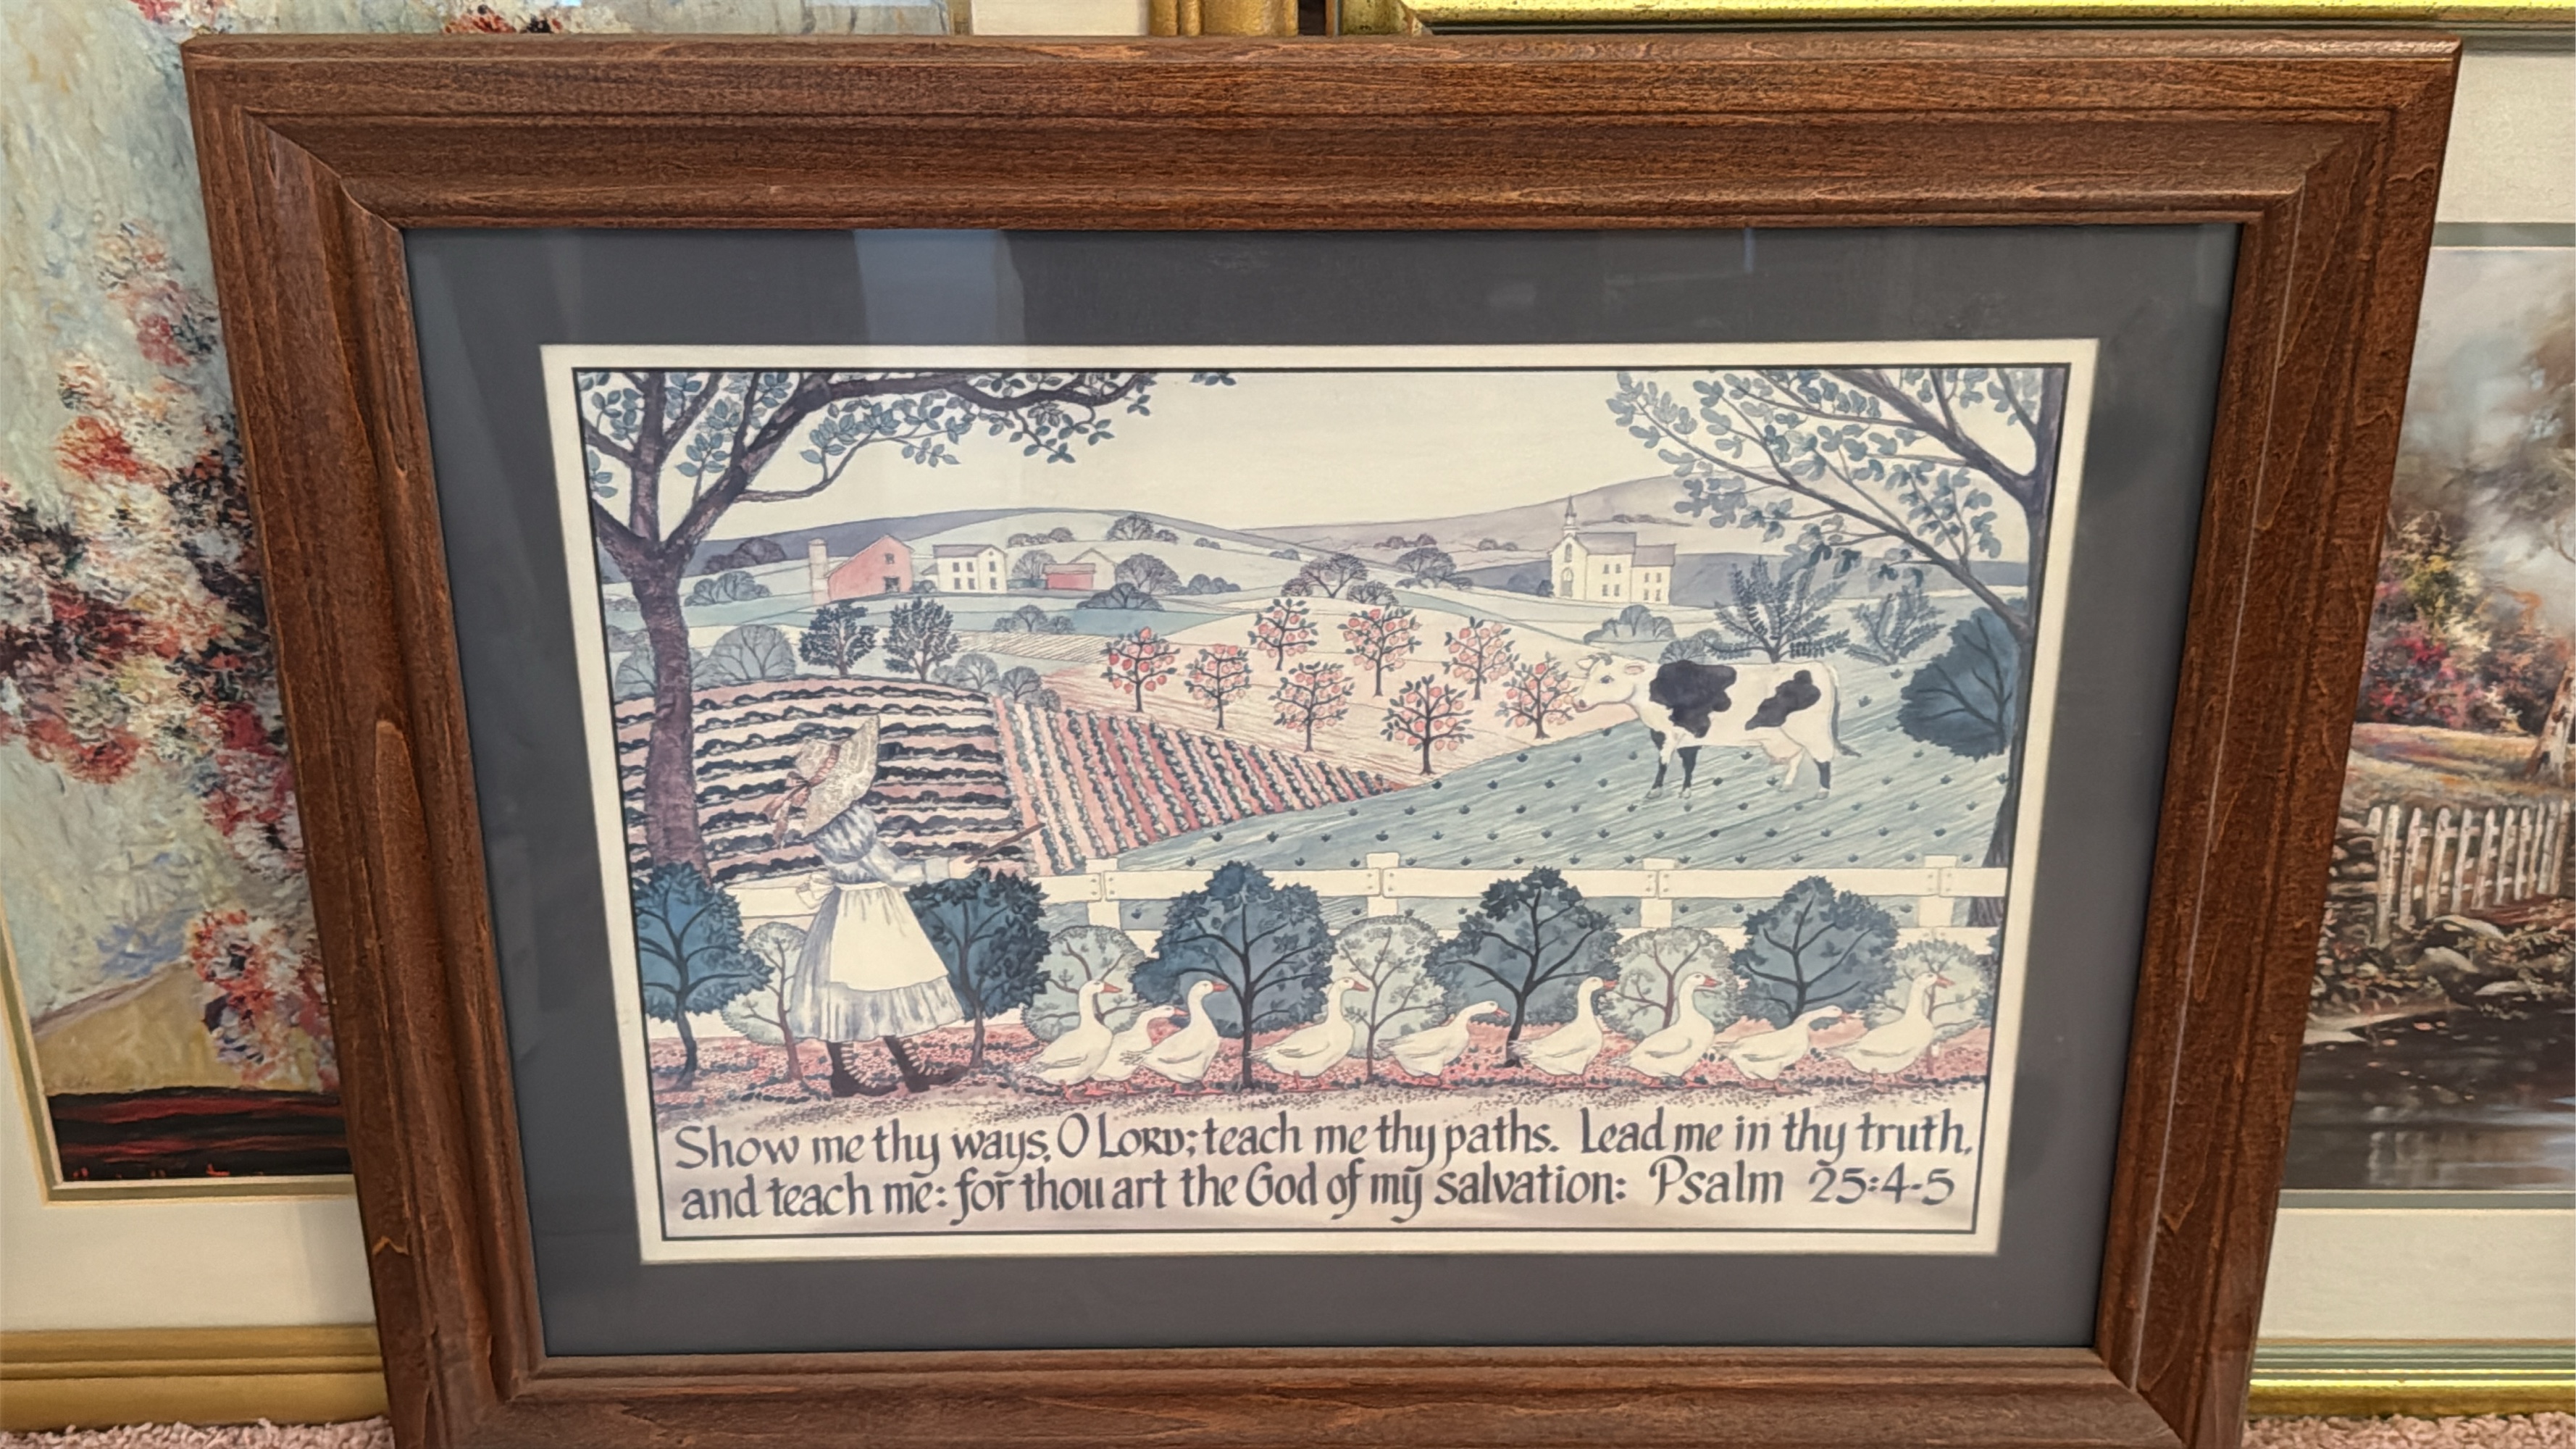 Show me thy ways, O LORD; teach me thy paths. Lead me in thy truth,
and teach me: for thou art the God of my salvation: Psalm 25:4-5